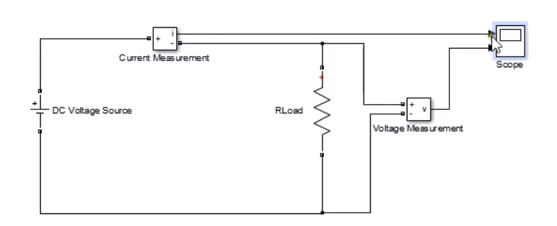 Current Measurement
Scope
DC Voltage Source
RLoad
Voltage Measurement
i
+
-
+
+
-
v
+